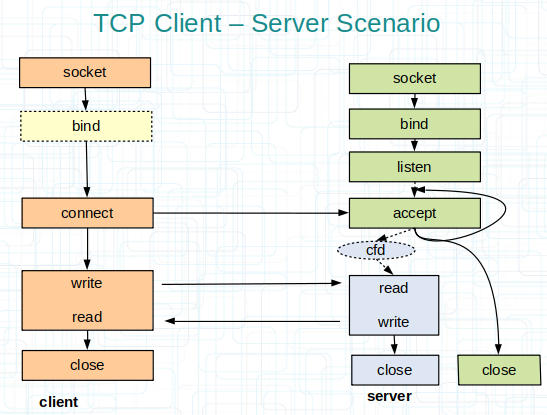 TCP Client – Server Scenario
socket
bind
connect
write
read
close
client
socket
bind
listen
accept
cfd
read
write
close
close
server